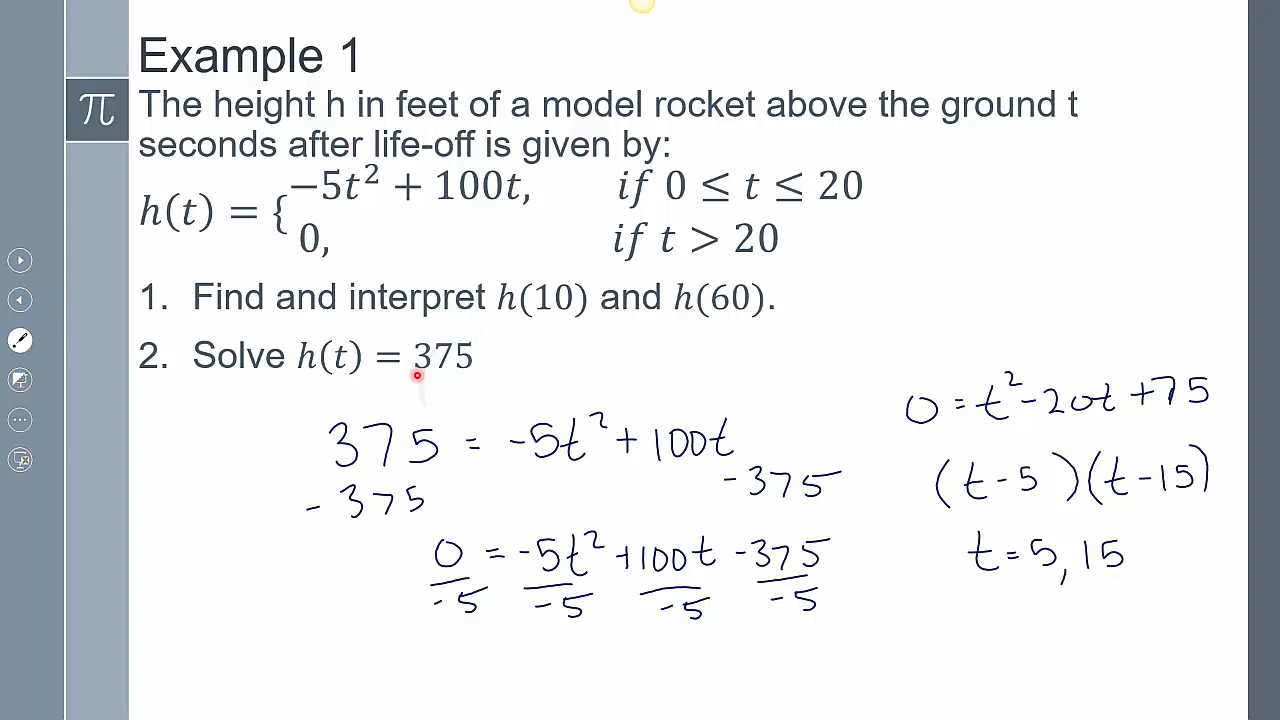 Example 1
π
The height h in feet of a model rocket above the ground t
seconds after life-off is given by:
h(t) = { −5t² + 100t, if 0 ≤ t ≤ 20
0, if t > 20
1. Find and interpret h(10) and h(60).
2. Solve h(t) = 375
375 = -5t² + 100t
-375 -375
0 = -5t² + 100t - 375
-5 -5 -5 -5
0 = t² - 20t + 75
(t - 5)(t - 15)
t = 5, 15